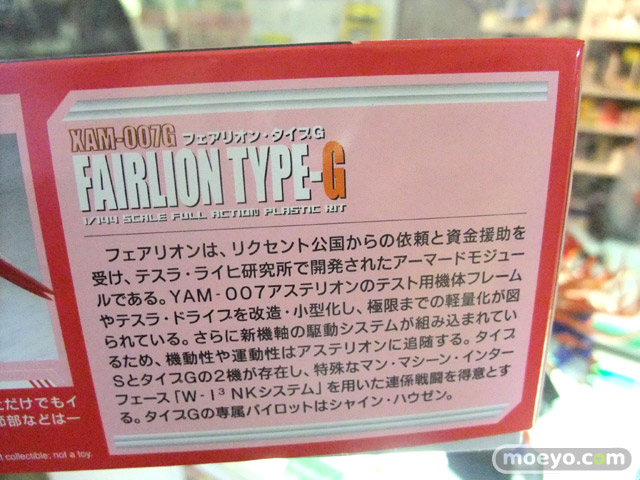 XAM-007G フェアリオン・タイプG
FAIRLION TYPE-G
1/144 SCALE FULL ACTION PLASTIC KIT
フェアリオンは、リクセント公国からの依頼と資金援助を
受け、テスラ・ライヒ研究所で開発されたアーマードモジュー
ルである。YAM-007アステリオンのテスト用機体フレーム
やテスラ・ドライブを改造・小型化し、極限までの軽量化が図
られている。さらに新機軸の駆動システムが組み込まれてい
るため、機動性や運動性はアステリオンに追随する。タイプ
SとタイプGの2機が存在し、特殊なマン・マシーン・インター
フェース「W-I³NKシステム」を用いた連係戦闘を得意とす
る。タイプGの専属パイロットはシャイン・ハウゼン。
だけでもイ
節部などは一
collectible; not a toy.
moeyo.com